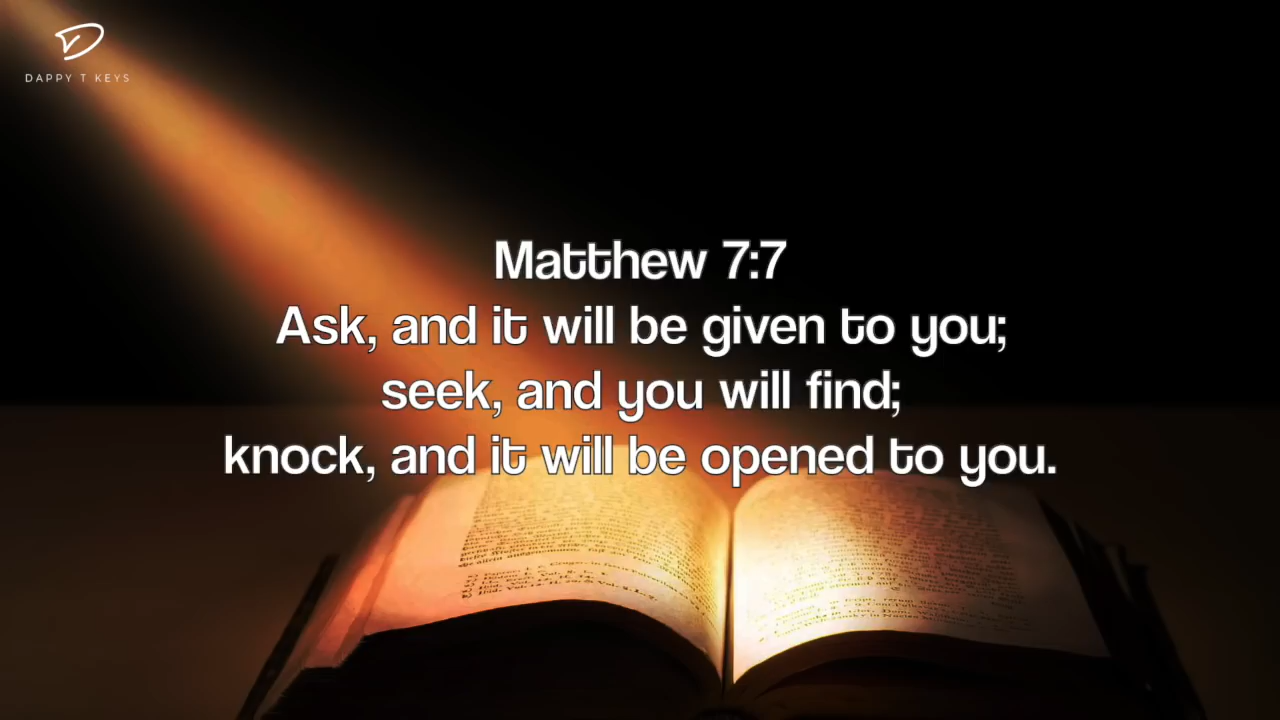 DAPPY T KEYS
Matthew 7:7
Ask, and it will be given to you;
seek, and you will find;
knock, and it will be opened to you.